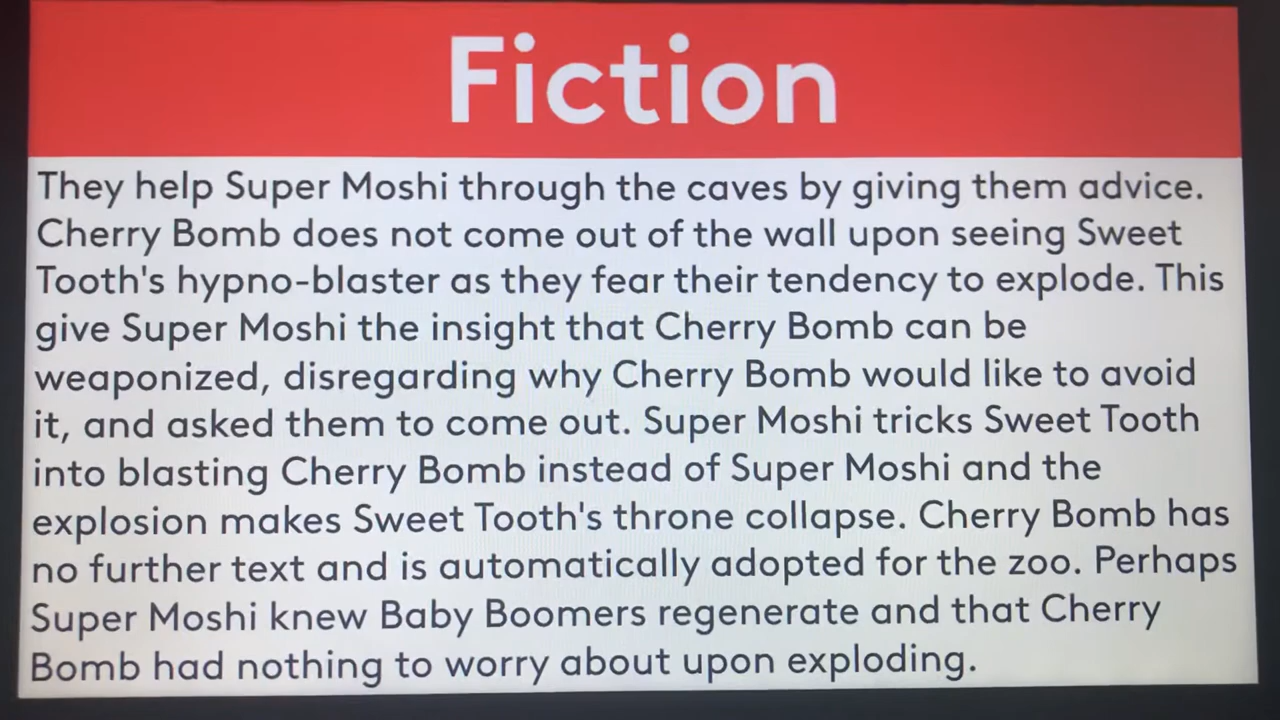 Fiction
They help Super Moshi through the caves by giving them advice.
Cherry Bomb does not come out of the wall upon seeing Sweet
Tooth's hypno-blaster as they fear their tendency to explode. This
give Super Moshi the insight that Cherry Bomb can be
weaponized, disregarding why Cherry Bomb would like to avoid
it, and asked them to come out. Super Moshi tricks Sweet Tooth
into blasting Cherry Bomb instead of Super Moshi and the
explosion makes Sweet Tooth's throne collapse. Cherry Bomb has
no further text and is automatically adopted for the zoo. Perhaps
Super Moshi knew Baby Boomers regenerate and that Cherry
Bomb had nothing to worry about upon exploding.